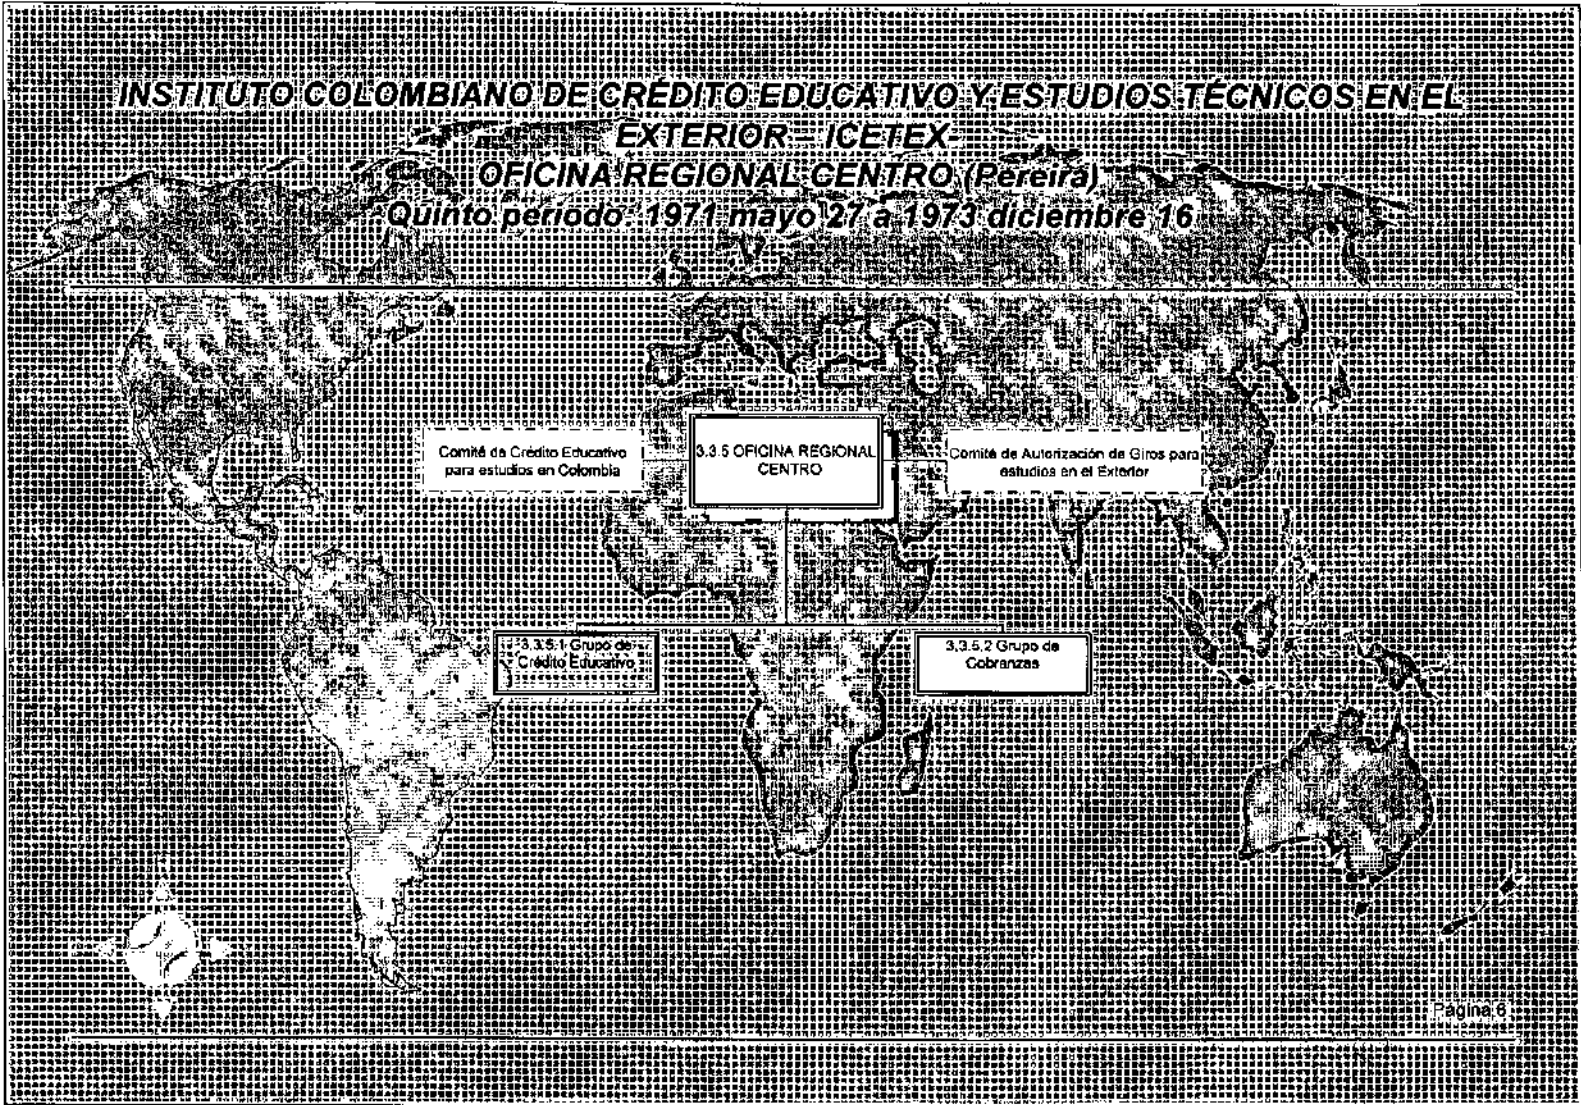 INSTITUTO COLOMBIANO DE CRÉDITO EDUCATIVO Y ESTUDIOS TÉCNICOS EN EL
EXTERIOR – ICETEX-
OFICINA REGIONAL CENTRO (Pereira)
Quinto periodo: 1971 mayo 27 a 1973 diciembre 16
Comité de Crédito Educativo
para estudios en Colombia
3.3.5 OFICINA REGIONAL
CENTRO
Comité de Autorización de Giros para
estudios en el Exterior
3.3.5.1 Grupo de
Crédito Educativo
3.3.5.2 Grupo de
Cobranzas
Página 6